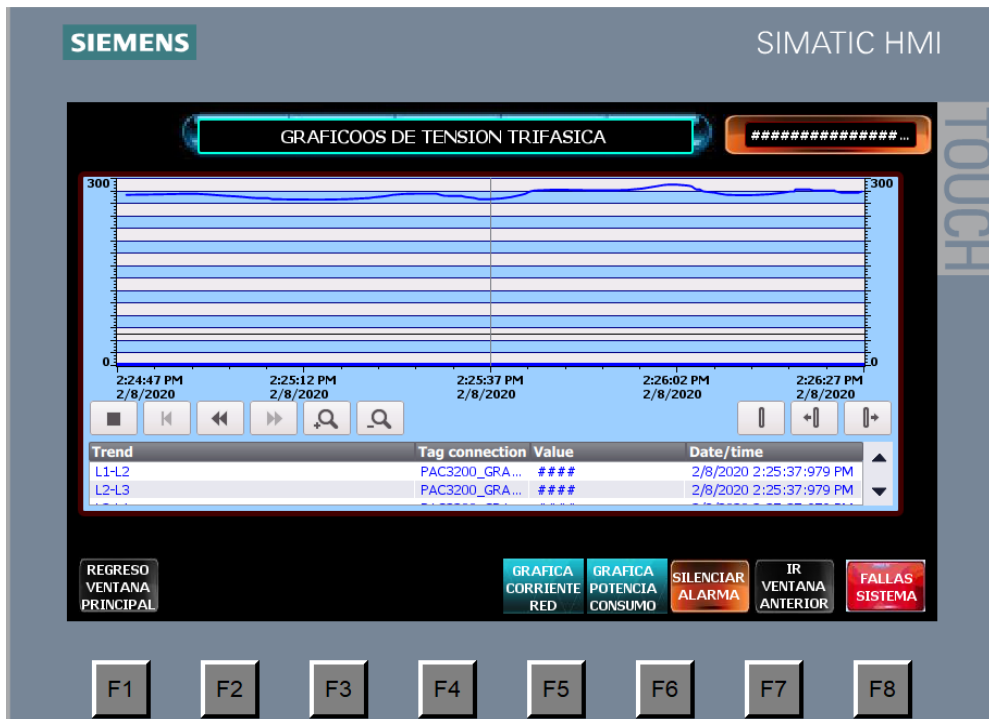 SIEMENS
SIMATIC HMI
TOUCH
GRAFICOOS DE TENSION TRIFASICA
###############...
300
300
0
0
2:24:47 PM 2:25:12 PM 2:25:37 PM 2:26:02 PM 2:26:27 PM
2/8/2020 2/8/2020 2/8/2020 2/8/2020 2/8/2020
Trend Tag connection Value Date/time
L1-L2 PAC3200_GRA... #### 2/8/2020 2:25:37:979 PM
L2-L3 PAC3200_GRA... #### 2/8/2020 2:25:37:979 PM
REGRESO
VENTANA
PRINCIPAL
GRAFICA
CORRIENTE
RED
GRAFICA
POTENCIA
CONSUMO
SILENCIAR
ALARMA
IR
VENTANA
ANTERIOR
FALLAS
SISTEMA
F1 F2 F3 F4 F5 F6 F7 F8